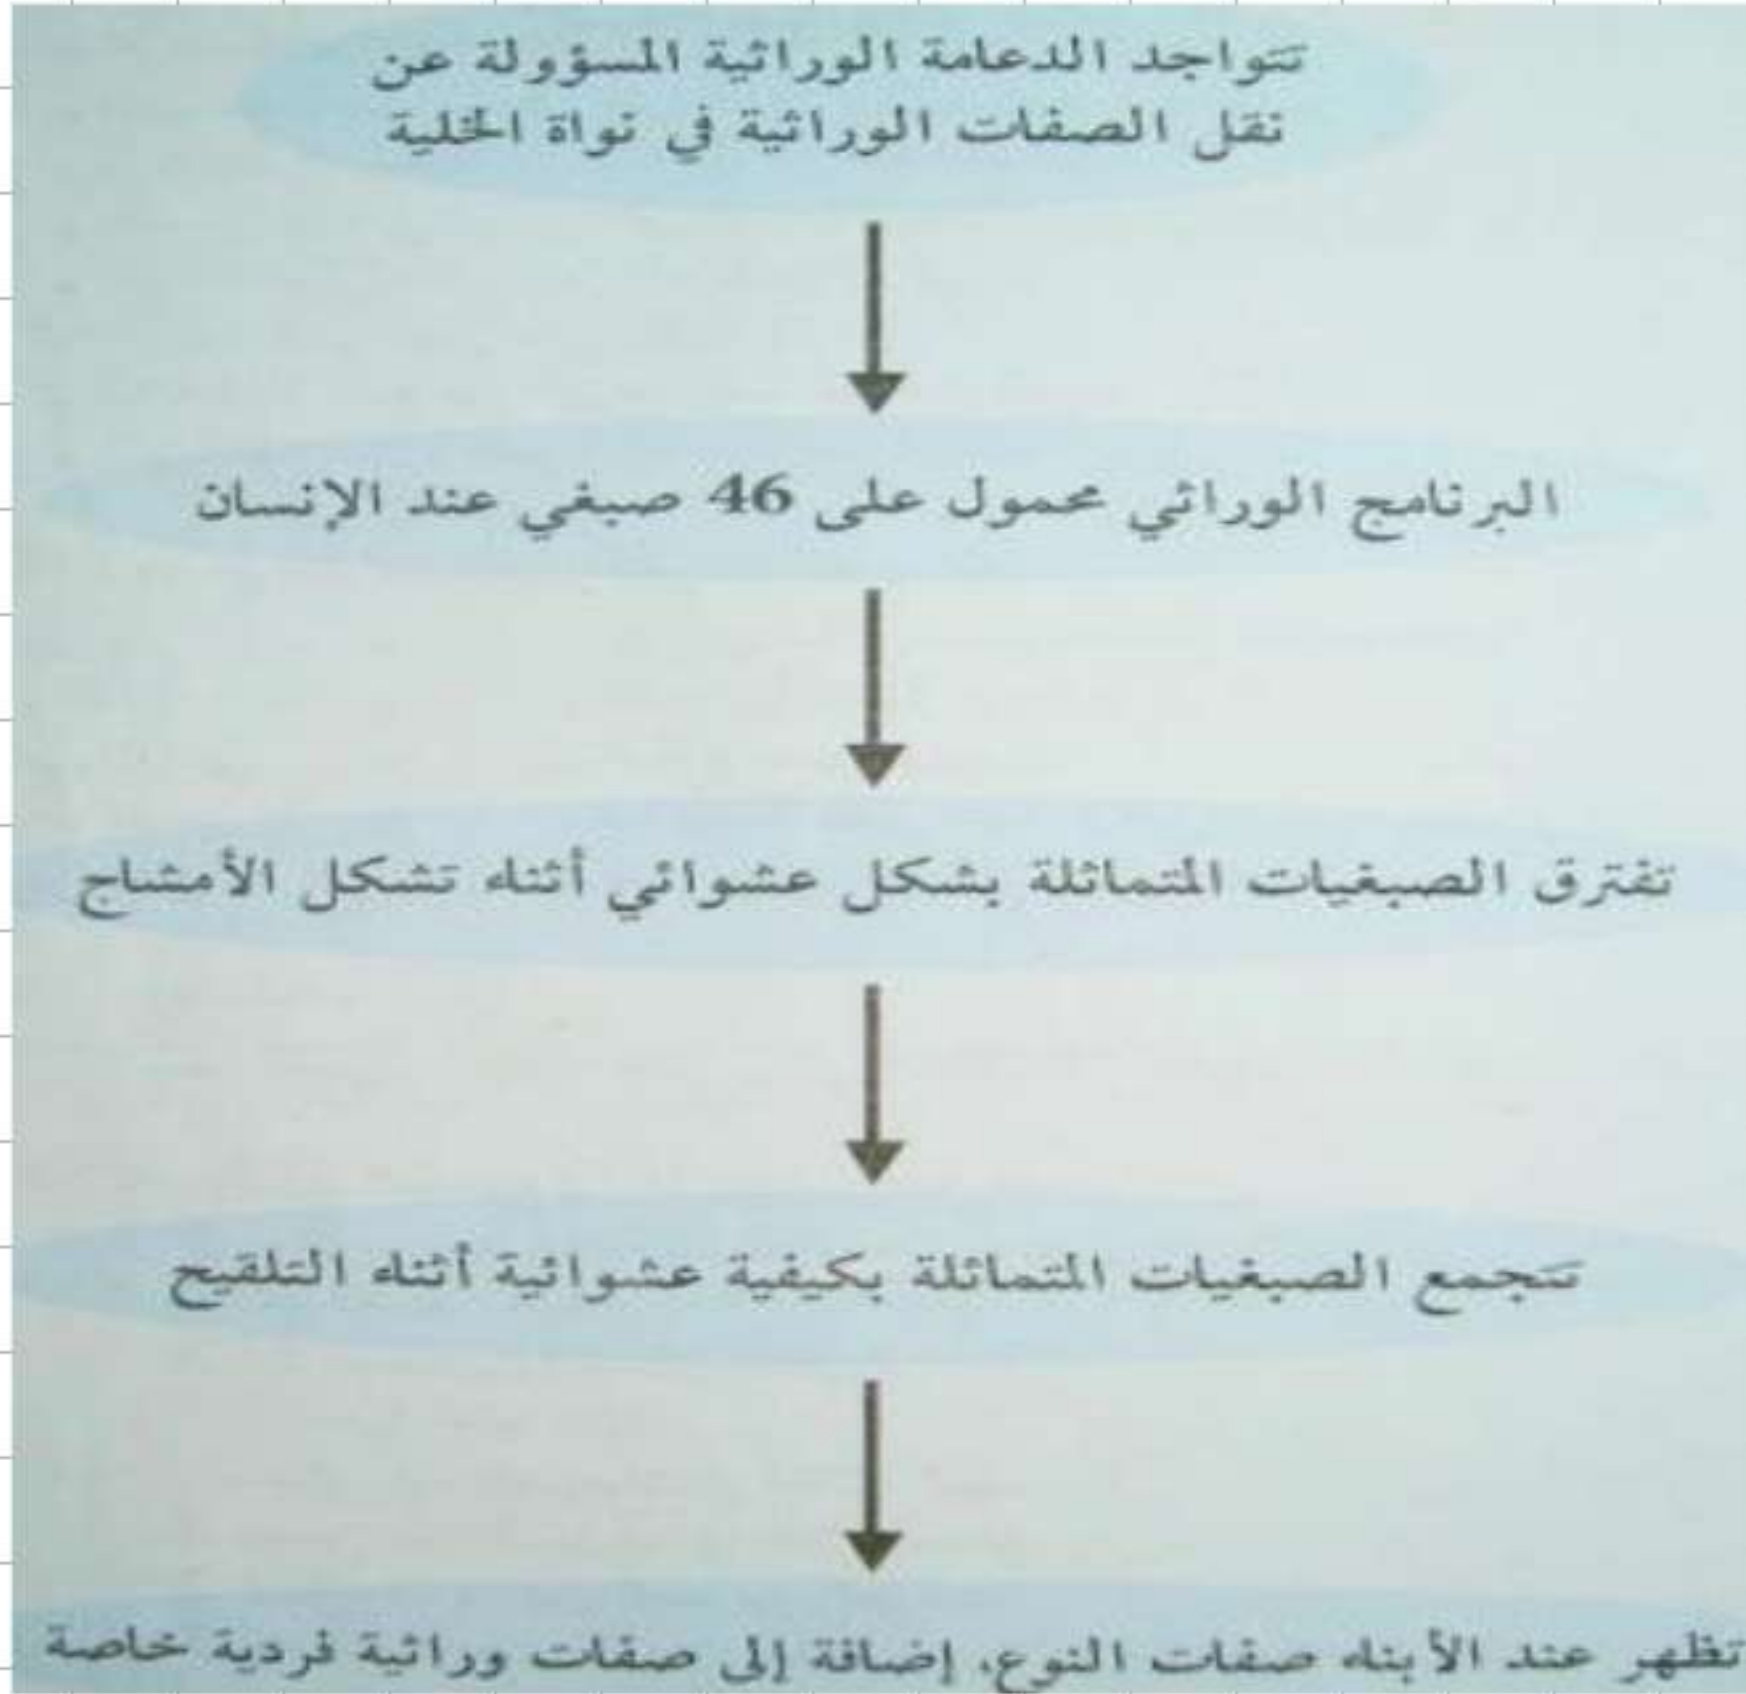 تتواجد الدعامة الوراثية المسؤولة عن
نقل الصفات الوراثية في نواة الخلية
البرنامج الوراثي محمول على 46 صبغي عند الإنسان
تفترق الصبغيات المتماثلة بشكل عشوائي أثناء تشكل الأمشاج
تتجمع الصبغيات المتماثلة بكيفية عشوائية أثناء التلقيح
تظهر عند الأبناء صفات النوع، إضافة إلى صفات وراثية فردية خاصة